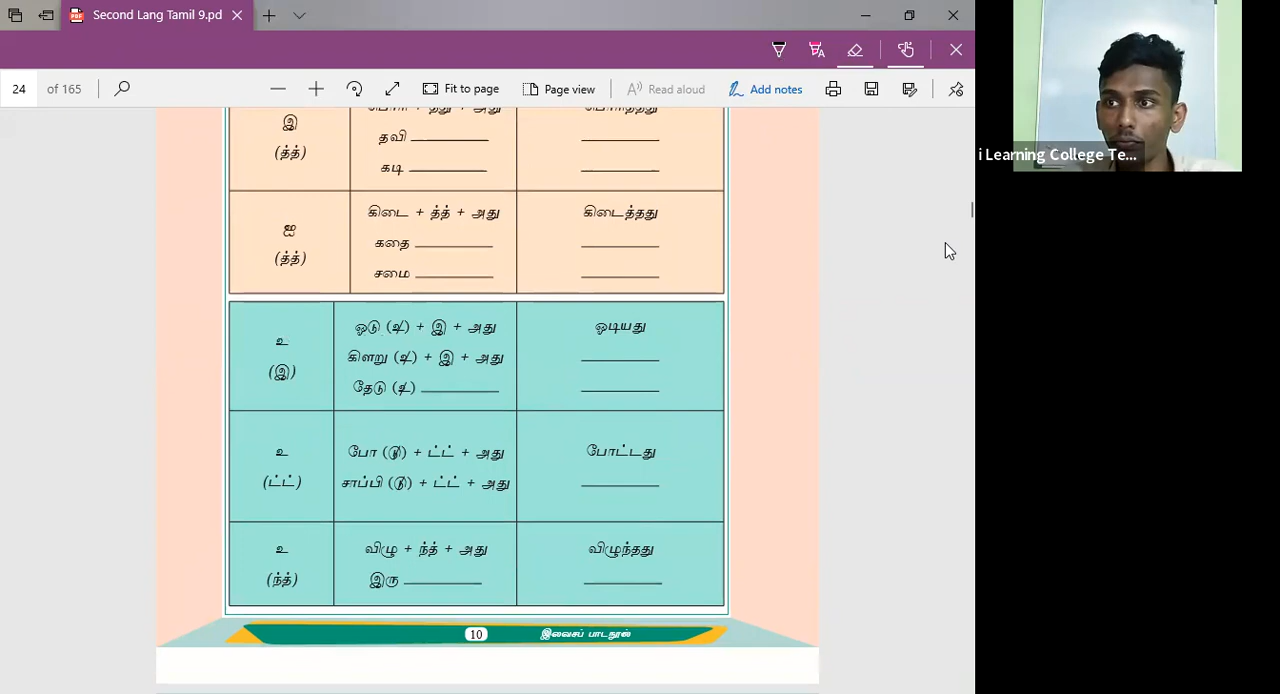 Second Lang Tamil 9.pd
24 of 165
Fit to page
Page view
Read aloud
Add notes
i Learning College Te...
இ
(த்த்)
தவி
கடி
ஐ
(த்த்)
கிடை + த்த் + அது
கிடைத்தது
கதை
சமை
உ
(இ)
ஓடு (உ) + இ + அது
ஓடியது
கிளறு (உ) + இ + அது
தேடு (உ)
உ
(ட்ட்)
போ (டு) + ட்ட் + அது
போட்டது
சாப்பி (டு) + ட்ட் + அது
உ
(ந்த்)
விழு + ந்த் + அது
விழுந்தது
இரு
10
இலவசப் பாடநூல்